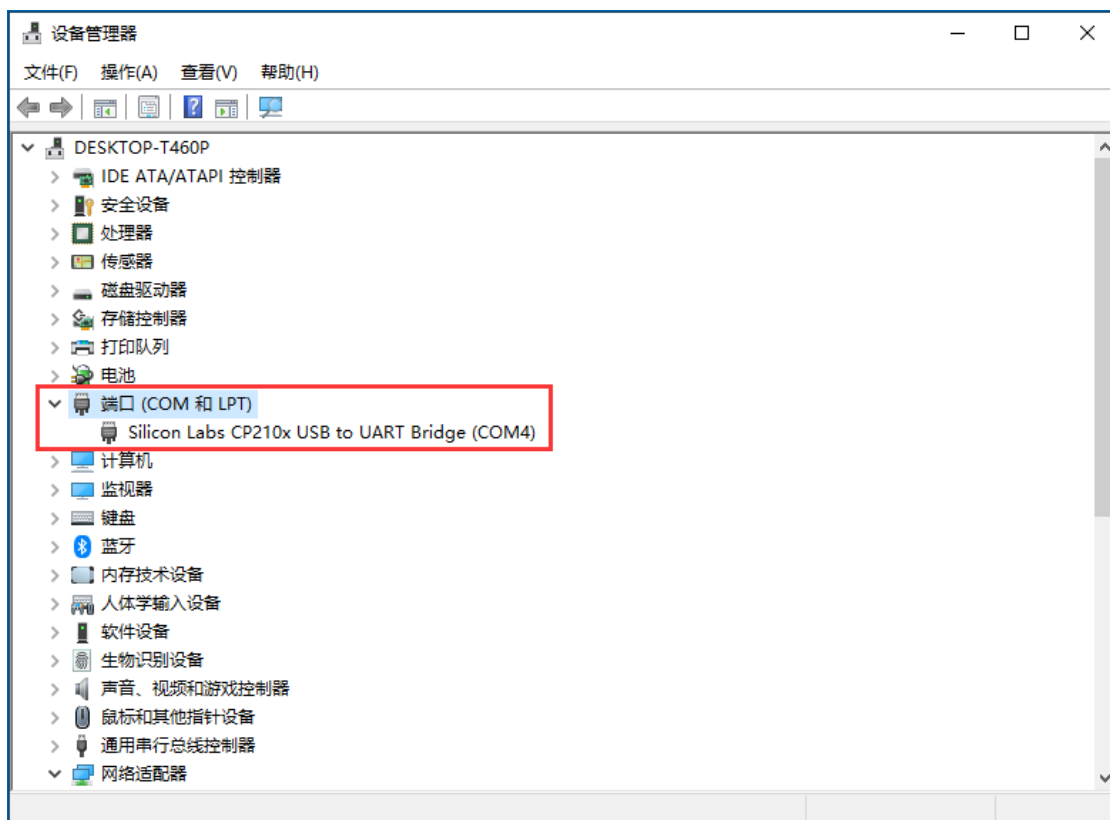 设备管理器
文件(F) 操作(A) 查看(V) 帮助(H)
DESKTOP-T460P
IDE ATA/ATAPI 控制器
安全设备
处理器
传感器
磁盘驱动器
存储控制器
打印队列
电池
端口 (COM 和 LPT)
Silicon Labs CP210x USB to UART Bridge (COM4)
计算机
监视器
键盘
蓝牙
内存技术设备
人体学输入设备
软件设备
生物识别设备
声音、视频和游戏控制器
鼠标和其他指针设备
通用串行总线控制器
网络适配器